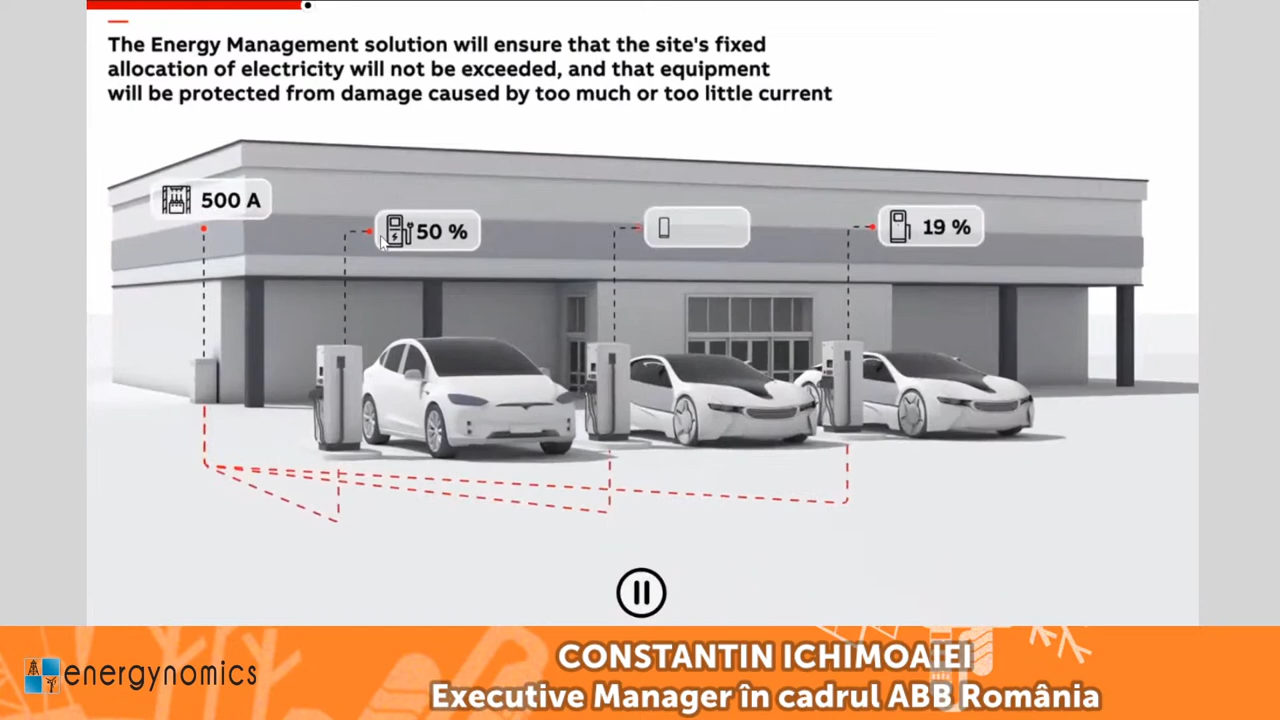 The Energy Management solution will ensure that the site's fixed
allocation of electricity will not be exceeded, and that equipment
will be protected from damage caused by too much or too little current
500 A
50 %
19 %
energynomics
CONSTANTIN ICHIMOAIEI
Executive Manager în cadrul ABB România